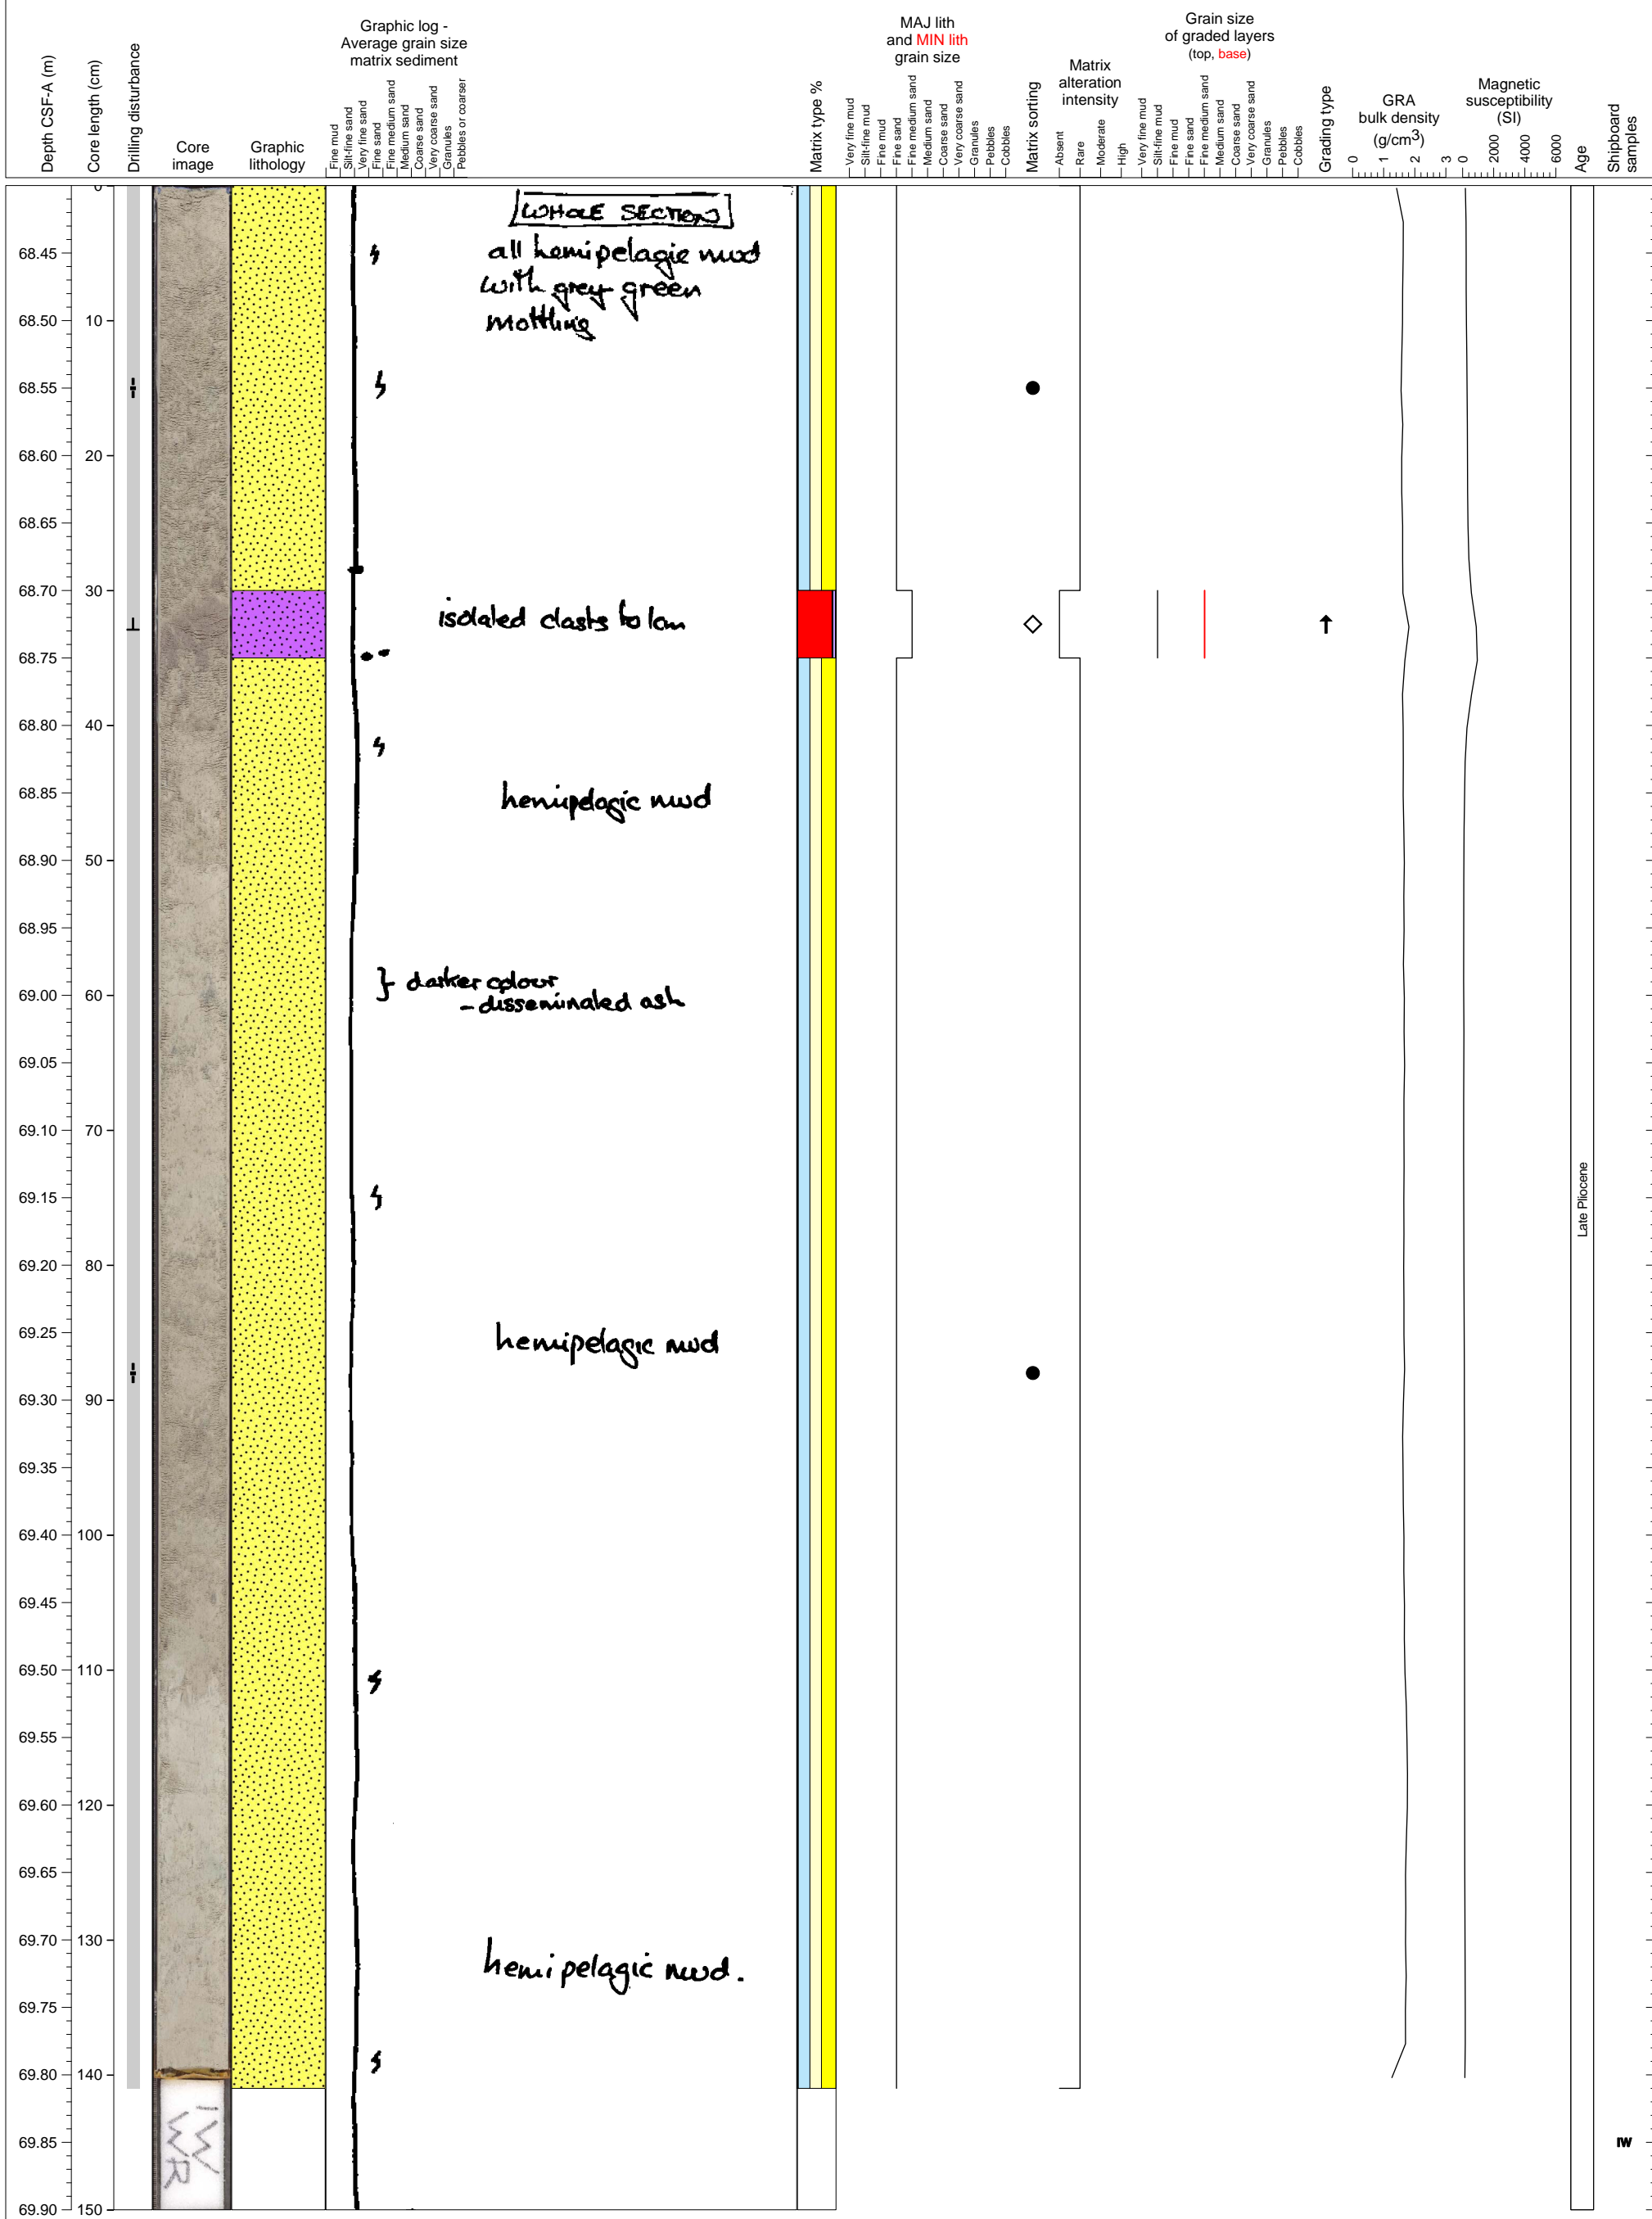 Depth CSF-A (m)
Core length (cm)
Drilling disturbance
Core
image
Graphic
lithology
Graphic log -
Average grain size
matrix sediment
Fine mud
Silt-fine sand
Very fine sand
Fine sand
Fine medium sand
Medium sand
Coarse sand
Very coarse sand
Granules
Pebbles or coarser
Matrix type %
MAJ lith
and MIN lith
grain size
Very fine mud
Silt-fine mud
Fine mud
Fine sand
Fine medium sand
Medium sand
Coarse sand
Very coarse sand
Granules
Pebbles
Cobbles
Matrix sorting
Matrix
alteration
intensity
Absent
Rare
Moderate
High
Grain size
of graded layers
(top, base)
Very fine mud
Silt-fine mud
Fine mud
Fine sand
Fine medium sand
Medium sand
Coarse sand
Very coarse sand
Granules
Pebbles
Cobbles
Grading type
GRA
bulk density
(g/cm3)
0 1 2 3
Magnetic
susceptibility
(SI)
0 2000 4000 6000
Age
Shipboard
samples
0
WHOLE SECTION
68.45
all hemipelagic mud
with grey green
68.50 10
mottling
68.55
68.60 20
68.65
68.70 30
isolated clasts to 1cm
68.75
68.80 40
68.85
hemipelagic mud
68.90 50
68.95
} darker colour
69.00 60
- disseminated ash
69.05
69.10 70
69.15
Late Pliocene
69.20 80
69.25
hemipelagic mud
69.30 90
69.35
69.40 100
69.45
69.50 110
69.55
69.60 120
69.65
69.70 130
hemipelagic mud.
69.75
69.80 140
69.85
IW
WR
IW
69.90 150